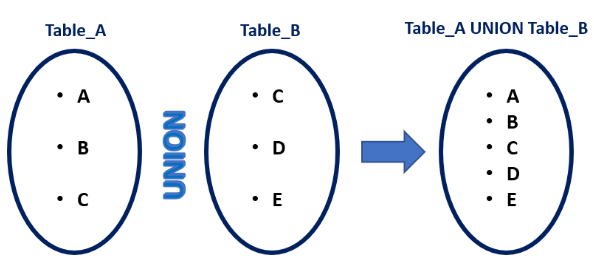 Table_A
Table_B
Table_A UNION Table_B
• A
• B
• C
UNION
• C
• D
• E
• A
• B
• C
• D
• E